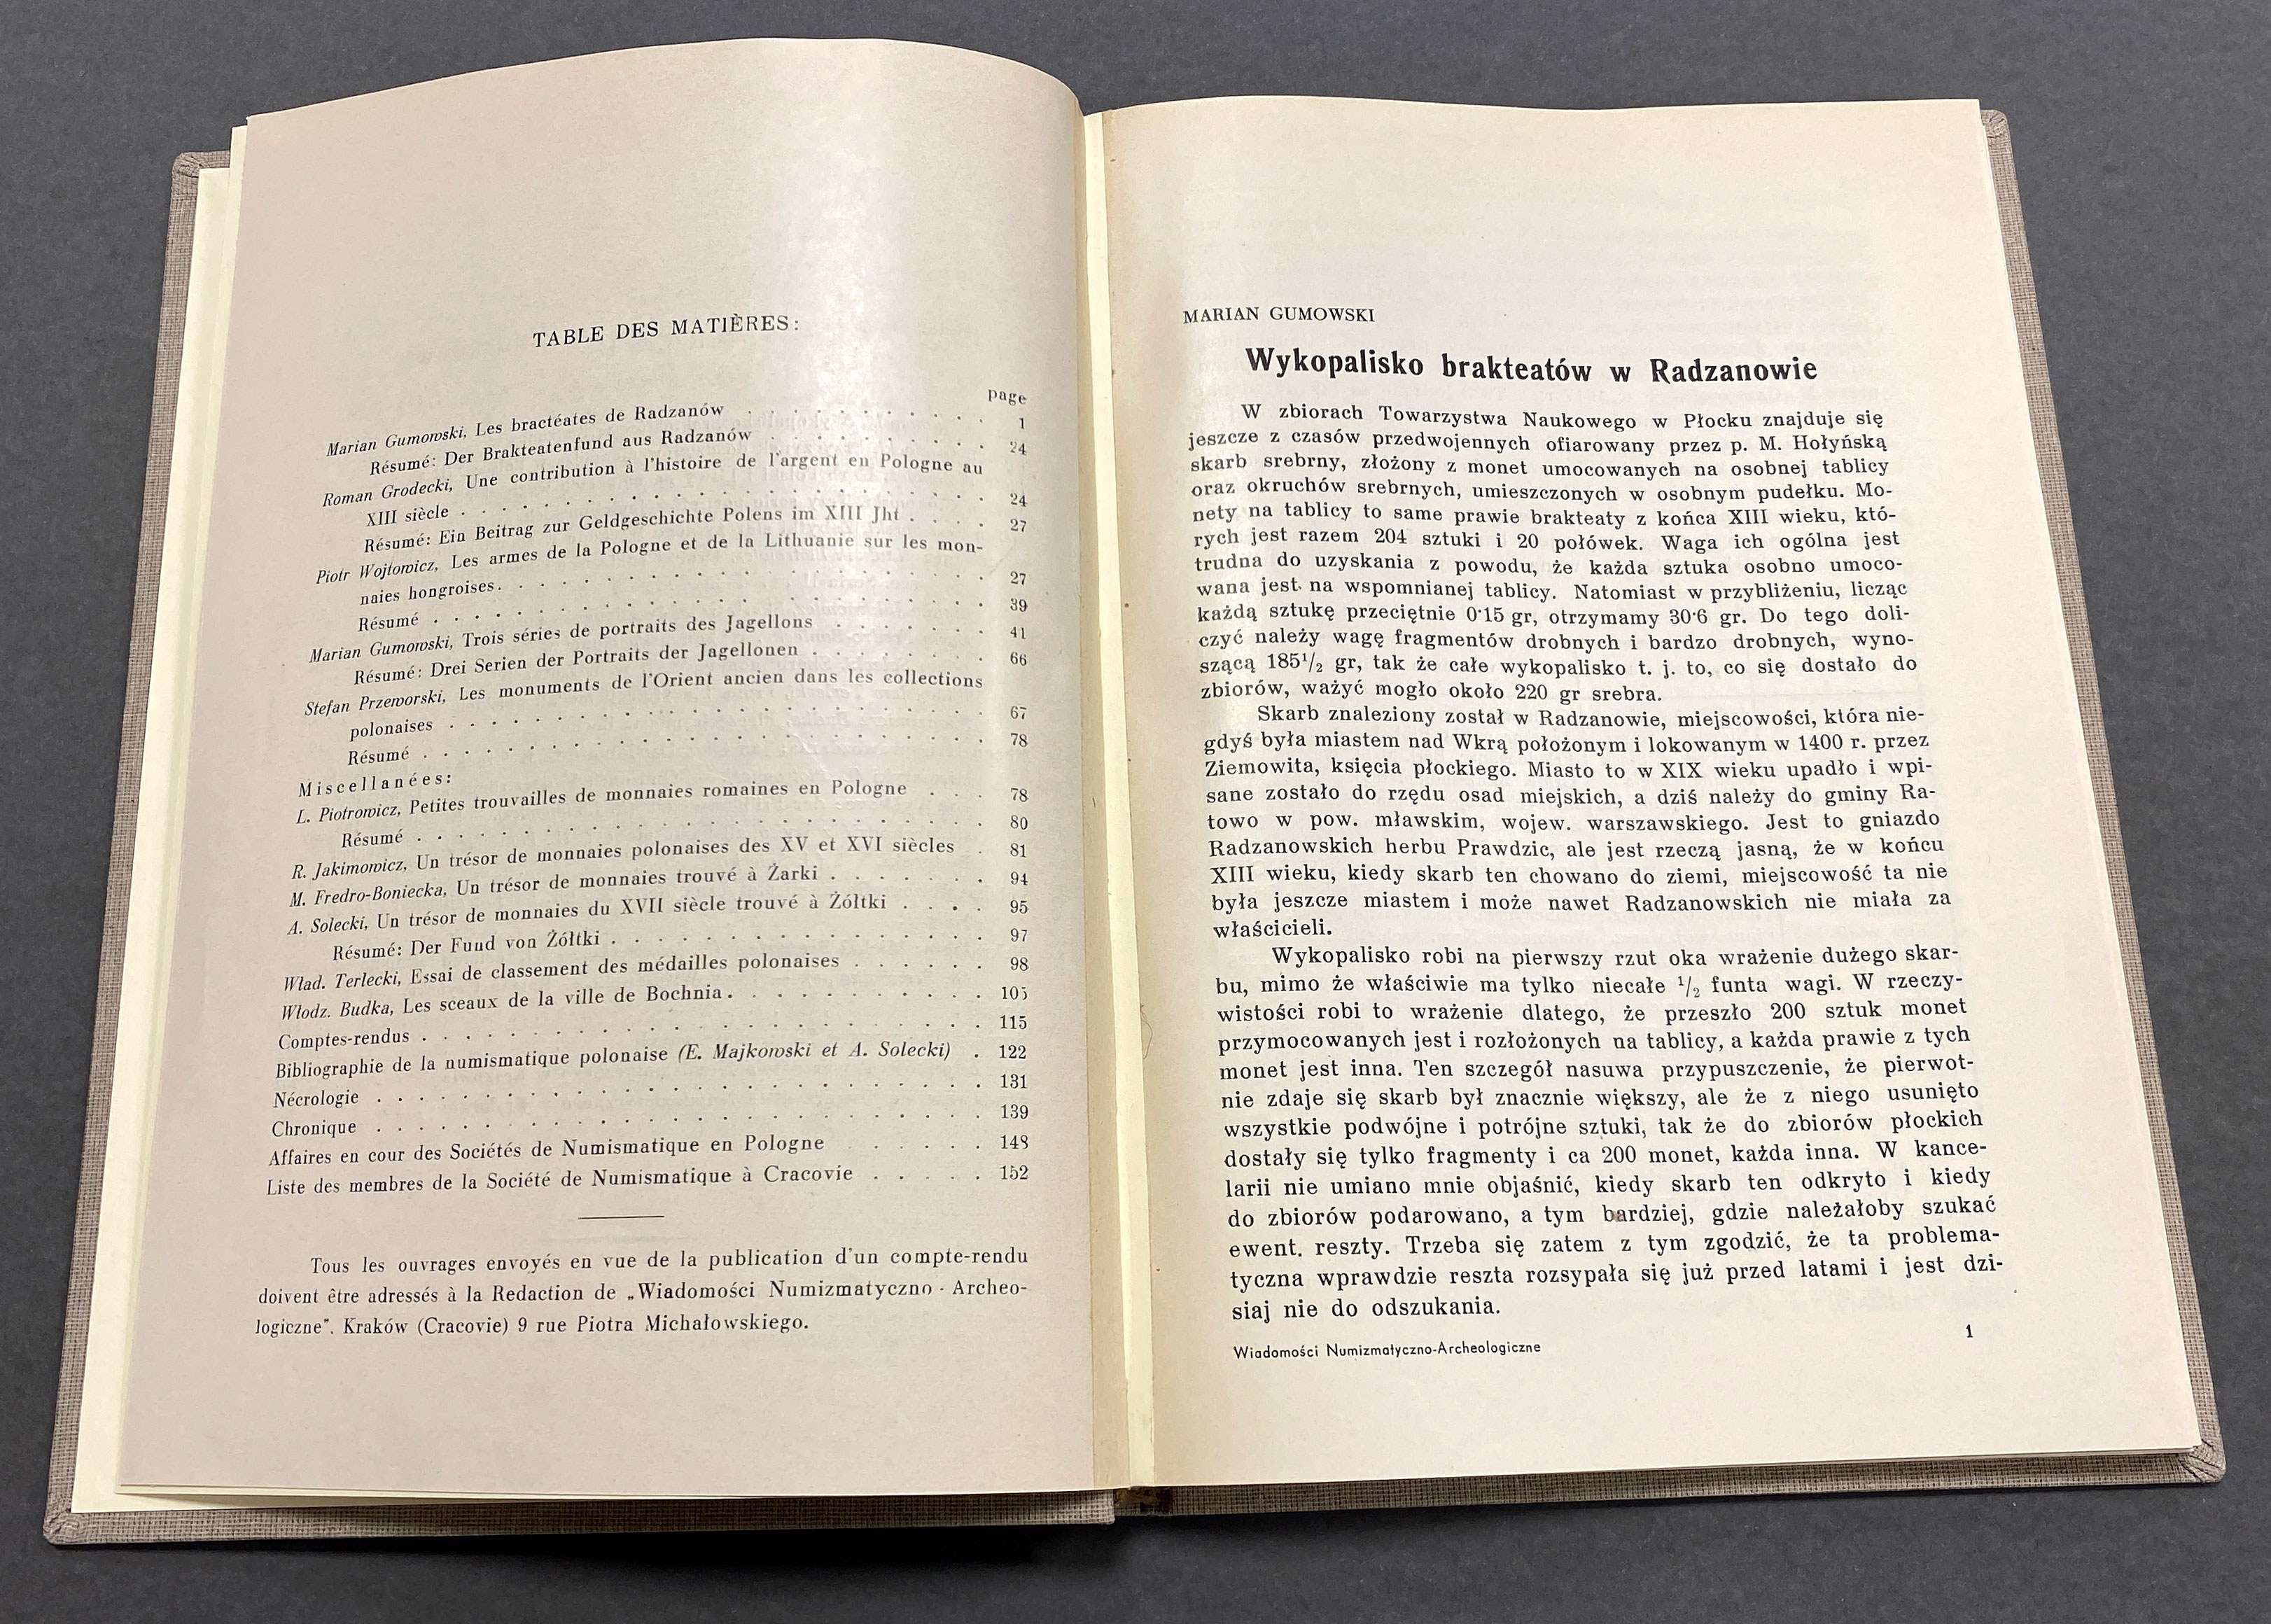 TABLE DES MATIÈRES:
page
Marian Gumowski, Les bractéates de Radzanów . . . . . . . . . . . 1
Résumé: Der Brakteatenfund aus Radzanów . . . . . . . . . . 24
Roman Grodecki, Une contribution à l'histoire de l'argent en Pologne au
XIII siècle . . . . . . . . . . . . . . . . . . . . . . . . 24
Résumé: Ein Beitrag zur Geldgeschichte Polens im XIII Jht . . . . 27
Piotr Wojtowicz, Les armes de la Pologne et de la Lithuanie sur les mon-
naies hongroises. . . . . . . . . . . . . . . . . . . . . . 27
Résumé . . . . . . . . . . . . . . . . . . . . . . . . . . 39
Marian Gumowski, Trois séries de portraits des Jagellons . . . . . . . 41
Résumé: Drei Serien der Portraits der Jagellonen . . . . . . . . 66
Stefan Przeworski, Les monuments de l'Orient ancien dans les collections
polonaises . . . . . . . . . . . . . . . . . . . . . . . . . 67
Résumé . . . . . . . . . . . . . . . . . . . . . . . . . . 78
Miscellanées:
L. Piotrowicz, Petites trouvailles de monnaies romaines en Pologne . . . 78
Résumé . . . . . . . . . . . . . . . . . . . . . . . . . . 80
R. Jakimowicz, Un trésor de monnaies polonaises des XV et XVI siècles . 81
M. Fredro-Boniecka, Un trésor de monnaies trouvé à Żarki . . . . . . . 94
A. Solecki, Un trésor de monnaies du XVII siècle trouvé à Żółtki . . . . 95
Résumé: Der Fund von Żółtki . . . . . . . . . . . . . . . . . 97
Wład. Terlecki, Essai de classement des médailles polonaises . . . . . . 98
Włodz. Budka, Les sceaux de la ville de Bochnia. . . . . . . . . . . . 105
Comptes-rendus . . . . . . . . . . . . . . . . . . . . . . . . . . 115
Bibliographie de la numismatique polonaise (E. Majkowski et A. Solecki) . 122
Nécrologie . . . . . . . . . . . . . . . . . . . . . . . . . . . . 131
Chronique . . . . . . . . . . . . . . . . . . . . . . . . . . . . 139
Affaires en cour des Sociétés de Numismatique en Pologne . . . . . . 148
Liste des membres de la Société de Numismatique à Cracovie . . . . . 152
Tous les ouvrages envoyés en vue de la publication d'un compte-rendu
doivent être adressés à la Redaction de „Wiadomości Numizmatyczno - Archeo-
logiczne". Kraków (Cracovie) 9 rue Piotra Michałowskiego.
MARIAN GUMOWSKI
Wykopalisko brakteatów w Radzanowie
W zbiorach Towarzystwa Naukowego w Płocku znajduje się
jeszcze z czasów przedwojennych ofiarowany przez p. M. Hołyńską
skarb srebrny, złożony z monet umocowanych na osobnej tablicy
oraz okruchów srebrnych, umieszczonych w osobnym pudełku. Mo-
nety na tablicy to same prawie brakteaty z końca XIII wieku, któ-
rych jest razem 204 sztuki i 20 połówek. Waga ich ogólna jest
trudna do uzyskania z powodu, że każda sztuka osobno umoco-
wana jest na wspomnianej tablicy. Natomiast w przybliżeniu, licząc
każdą sztukę przeciętnie 0·15 gr, otrzymamy 30·6 gr. Do tego doli-
czyć należy wagę fragmentów drobnych i bardzo drobnych, wyno-
szącą 185¹/₂ gr, tak że całe wykopalisko t. j. to, co się dostało do
zbiorów, ważyć mogło około 220 gr srebra.
Skarb znaleziony został w Radzanowie, miejscowości, która nie-
gdyś była miastem nad Wkrą położonym i lokowanym w 1400 r. przez
Ziemowita, księcia płockiego. Miasto to w XIX wieku upadło i wpi-
sane zostało do rzędu osad miejskich, a dziś należy do gminy Ra-
towo w pow. mławskim, wojew. warszawskiego. Jest to gniazdo
Radzanowskich herbu Prawdzic, ale jest rzeczą jasną, że w końcu
XIII wieku, kiedy skarb ten chowano do ziemi, miejscowość ta nie
była jeszcze miastem i może nawet Radzanowskich nie miała za
właścicieli.
Wykopalisko robi na pierwszy rzut oka wrażenie dużego skar-
bu, mimo że właściwie ma tylko niecałe ¹/₂ funta wagi. W rzeczy-
wistości robi to wrażenie dlatego, że przeszło 200 sztuk monet
przymocowanych jest i rozłożonych na tablicy, a każda prawie z tych
monet jest inna. Ten szczegół nasuwa przypuszczenie, że pierwot-
nie zdaje się skarb był znacznie większy, ale że z niego usunięto
wszystkie podwójne i potrójne sztuki, tak że do zbiorów płockich
dostały się tylko fragmenty i ca 200 monet, każda inna. W kance-
larii nie umiano mnie objaśnić, kiedy skarb ten odkryto i kiedy
do zbiorów podarowano, a tym bardziej, gdzie należałoby szukać
ewent. reszty. Trzeba się zatem z tym zgodzić, że ta problema-
tyczna wprawdzie reszta rozsypała się już przed latami i jest dzi-
siaj nie do odszukania.
Wiadomości Numizmatyczno-Archeologiczne
1